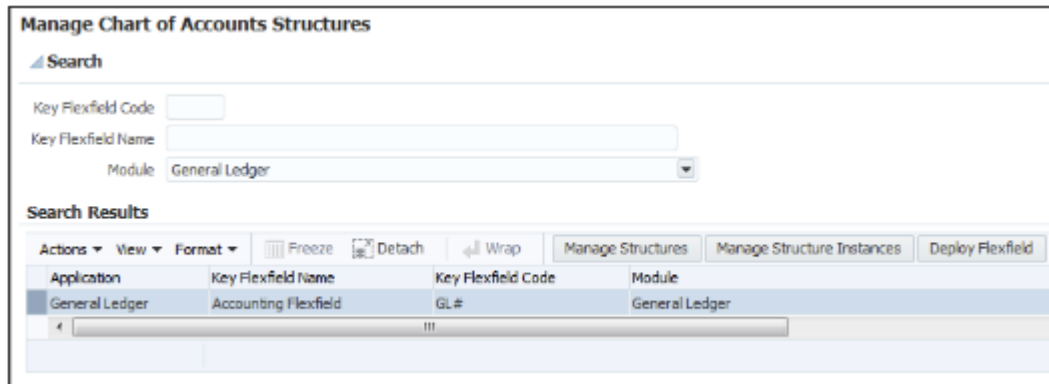 Manage Chart of Accounts Structures
Search
Key Flexfield Code
Key Flexfield Name
Module General Ledger
Search Results
Actions View Format Freeze Detach Wrap Manage Structures Manage Structure Instances Deploy Flexfield
Application Key Flexfield Name Key Flexfield Code Module
General Ledger Accounting Flexfield GL# General Ledger